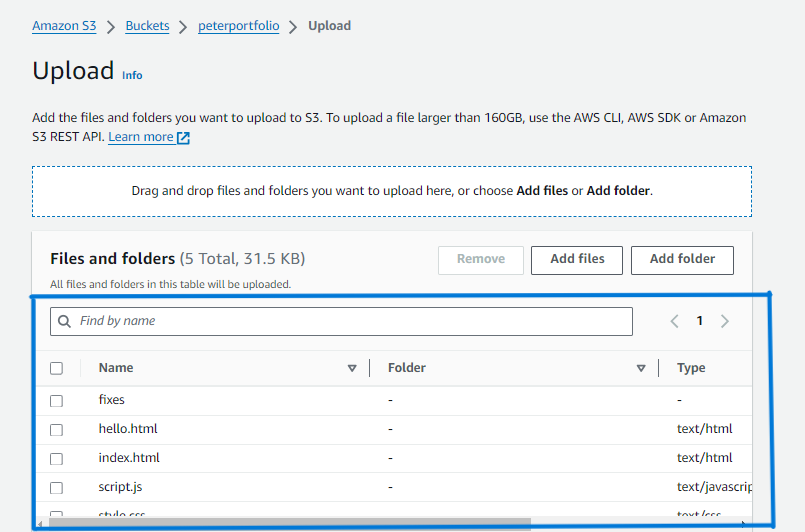 Amazon S3 > Buckets > peterportfolio > Upload
Upload Info
Add the files and folders you want to upload to S3. To upload a file larger than 160GB, use the AWS CLI, AWS SDK or Amazon
S3 REST API. Learn more
Drag and drop files and folders you want to upload here, or choose Add files or Add folder.
Files and folders (5 Total, 31.5 KB)
Remove Add files Add folder
All files and folders in this table will be uploaded.
Find by name
1
Name Folder Type
fixes - -
hello.html - text/html
index.html - text/html
script.js - text/javascrip
style.css - text/css